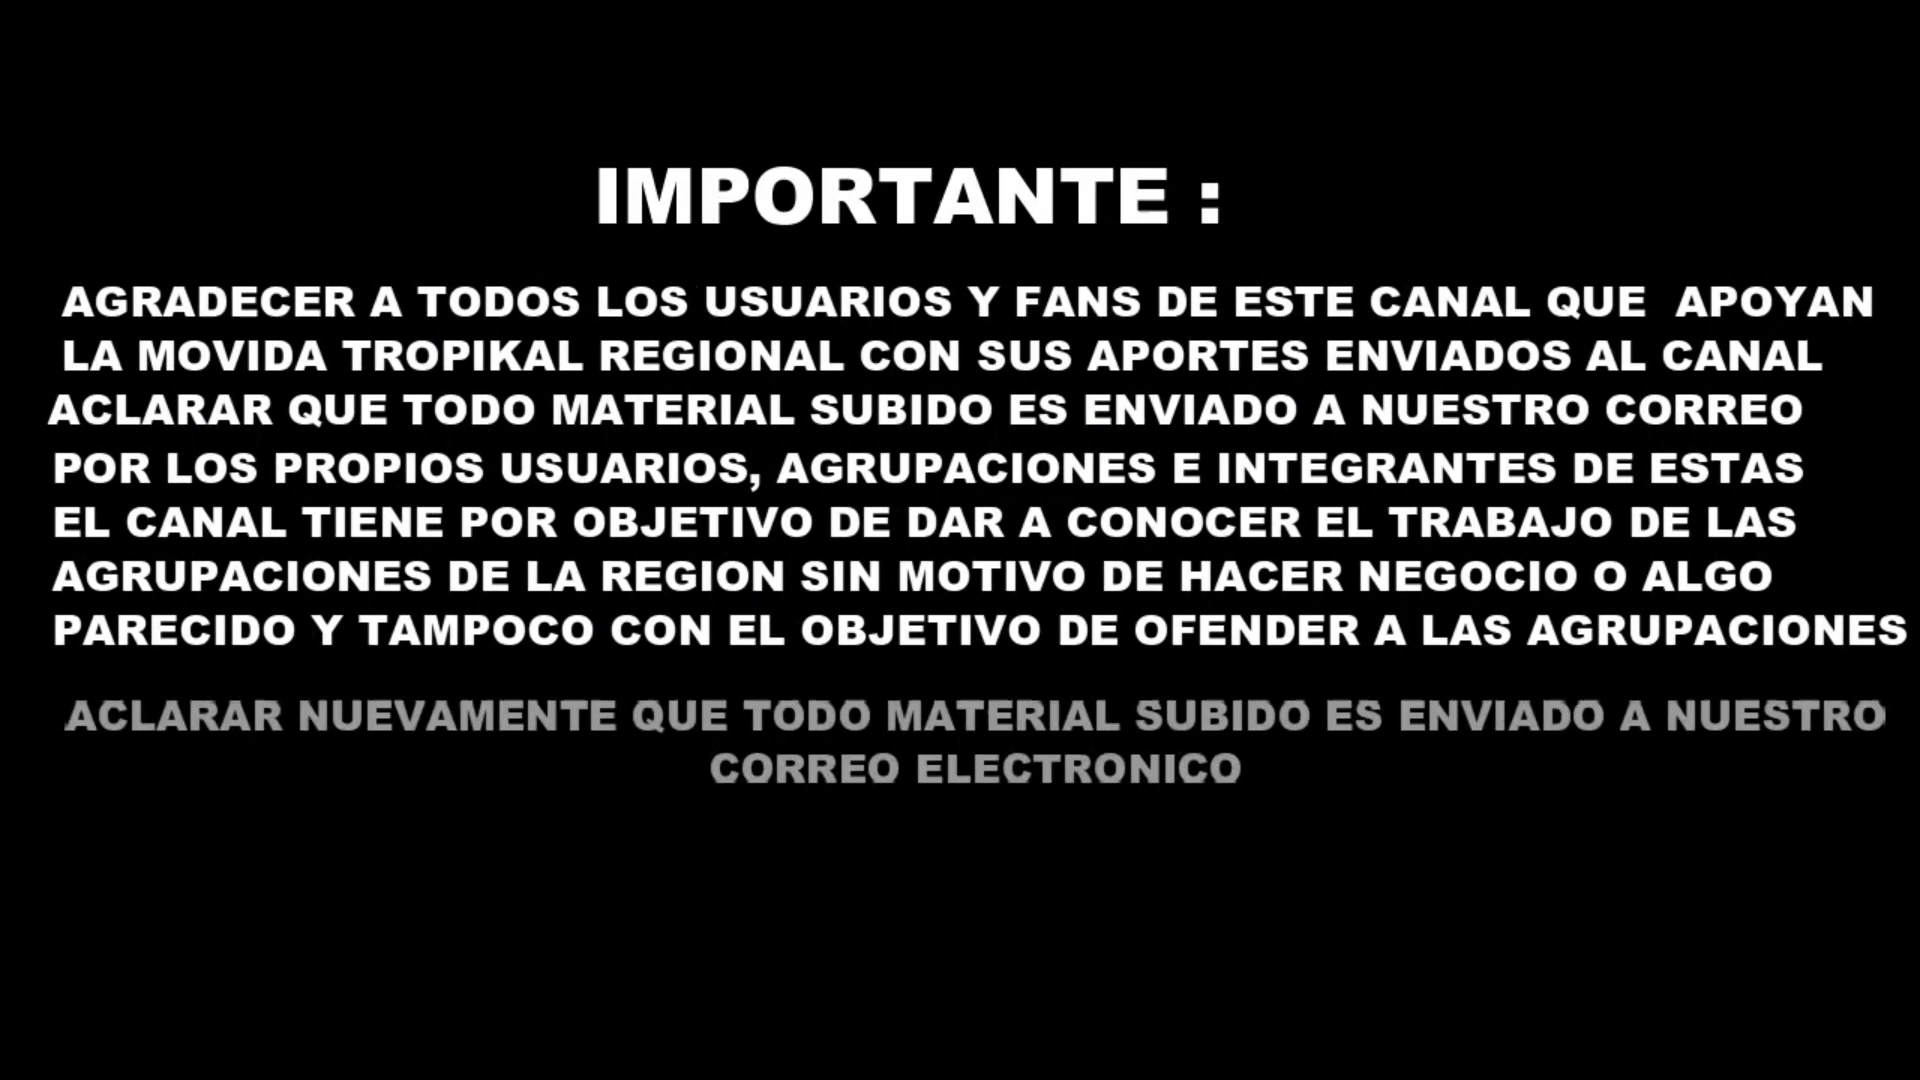 IMPORTANTE :
AGRADECER A TODOS LOS USUARIOS Y FANS DE ESTE CANAL QUE APOYAN
LA MOVIDA TROPIKAL REGIONAL CON SUS APORTES ENVIADOS AL CANAL
ACLARAR QUE TODO MATERIAL SUBIDO ES ENVIADO A NUESTRO CORREO
POR LOS PROPIOS USUARIOS, AGRUPACIONES E INTEGRANTES DE ESTAS
EL CANAL TIENE POR OBJETIVO DE DAR A CONOCER EL TRABAJO DE LAS
AGRUPACIONES DE LA REGION SIN MOTIVO DE HACER NEGOCIO O ALGO
PARECIDO Y TAMPOCO CON EL OBJETIVO DE OFENDER A LAS AGRUPACIONES
ACLARAR NUEVAMENTE QUE TODO MATERIAL SUBIDO ES ENVIADO A NUESTRO
CORREO ELECTRONICO